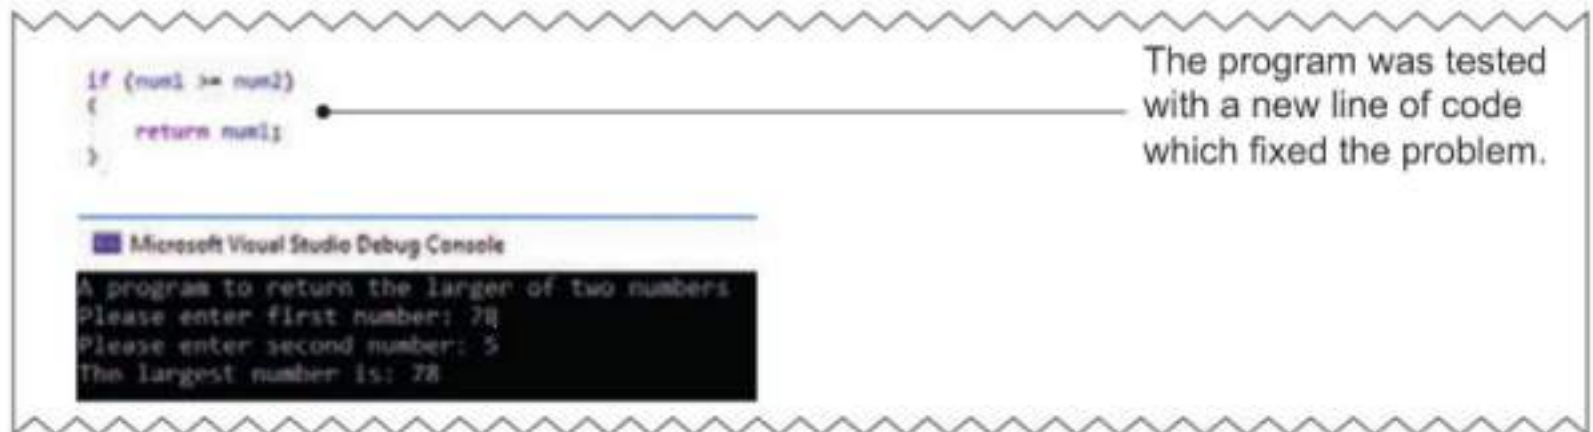 if (num1 >= num2)
{
return num1;
}
The program was tested
with a new line of code
which fixed the problem.
Microsoft Visual Studio Debug Console
A program to return the larger of two numbers
Please enter first number: 78
Please enter second number: 5
The largest number is: 78